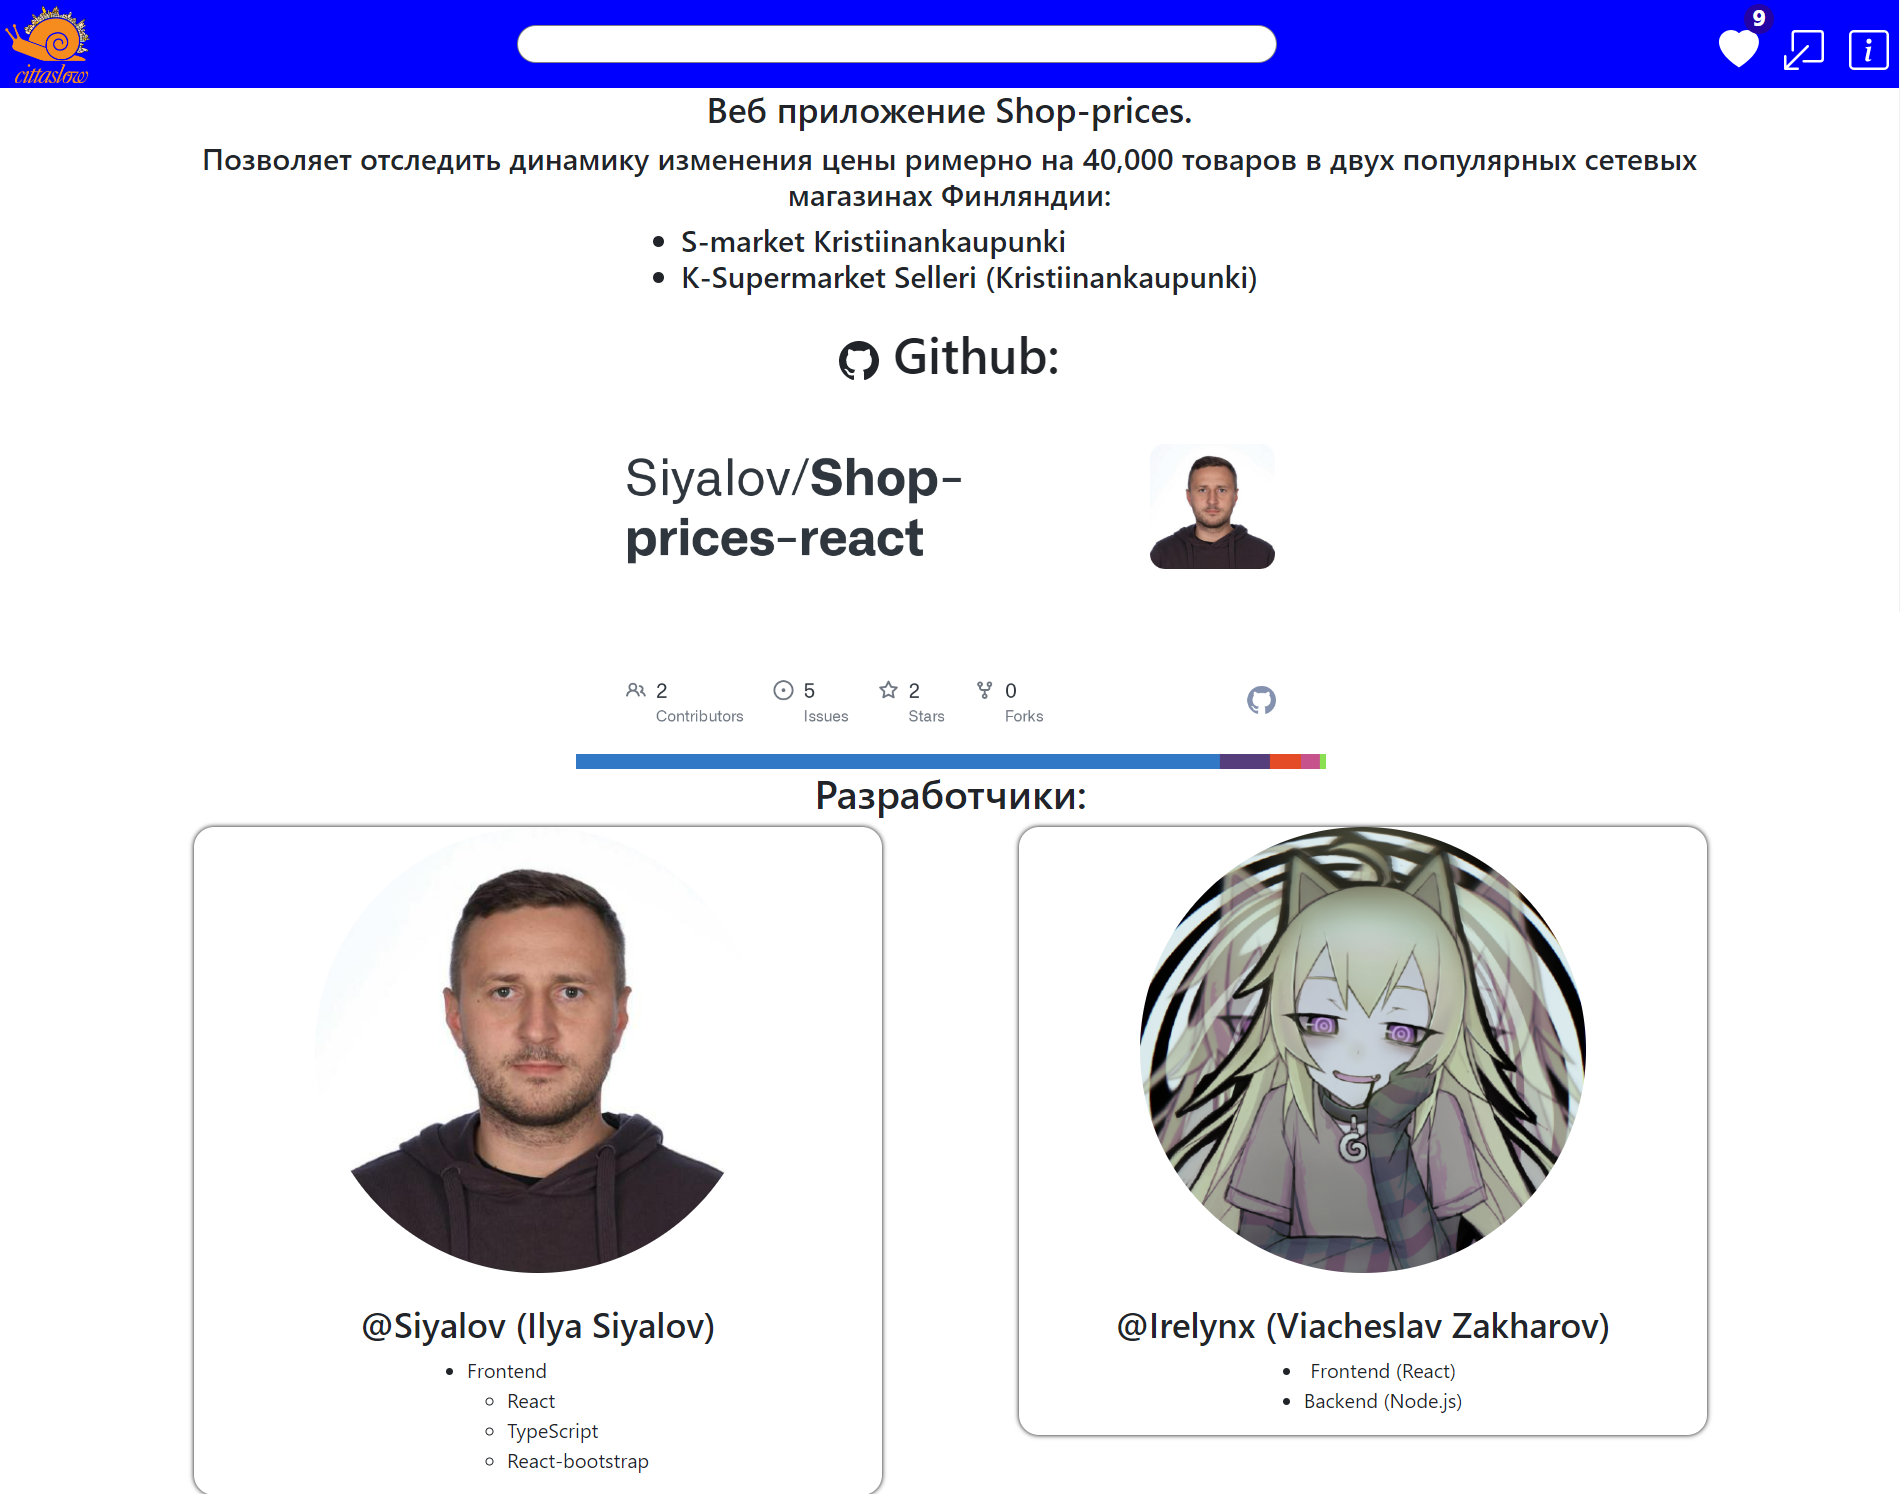 cittaslow
9
Веб приложение Shop-prices.
Позволяет отследить динамику изменения цены римерно на 40,000 товаров в двух популярных сетевых
магазинах Финляндии:
S-market Kristiinankaupunki
K-Supermarket Selleri (Kristiinankaupunki)
Github:
Siyalov/Shop-
prices-react
2 5 2 0
Contributors Issues Stars Forks
Разработчики:
@Siyalov (Ilya Siyalov)
Frontend
React
TypeScript
React-bootstrap
@Irelynx (Viacheslav Zakharov)
Frontend (React)
Backend (Node.js)